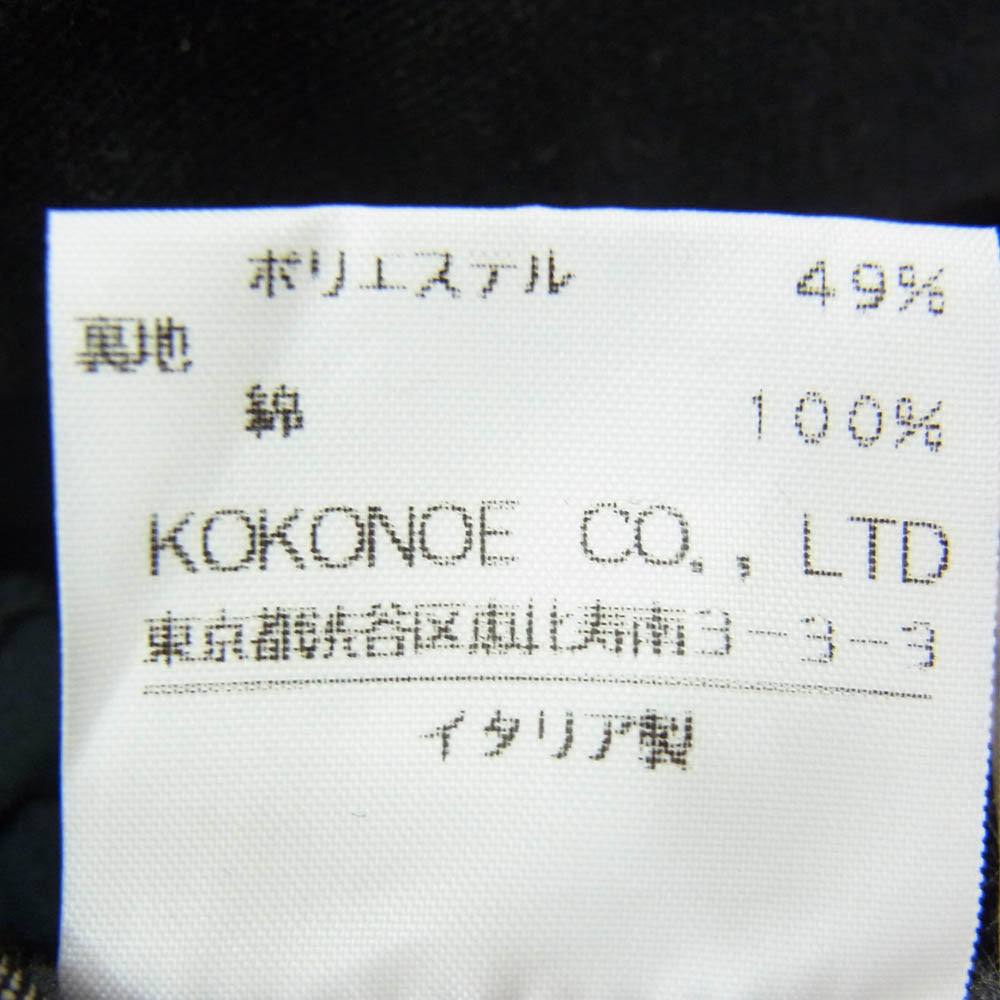 ポリエステル 49%
裏地
綿 100%
KOKONOE CO., LTD
東京都渋谷区恵比寿南3-3-3
イタリア製